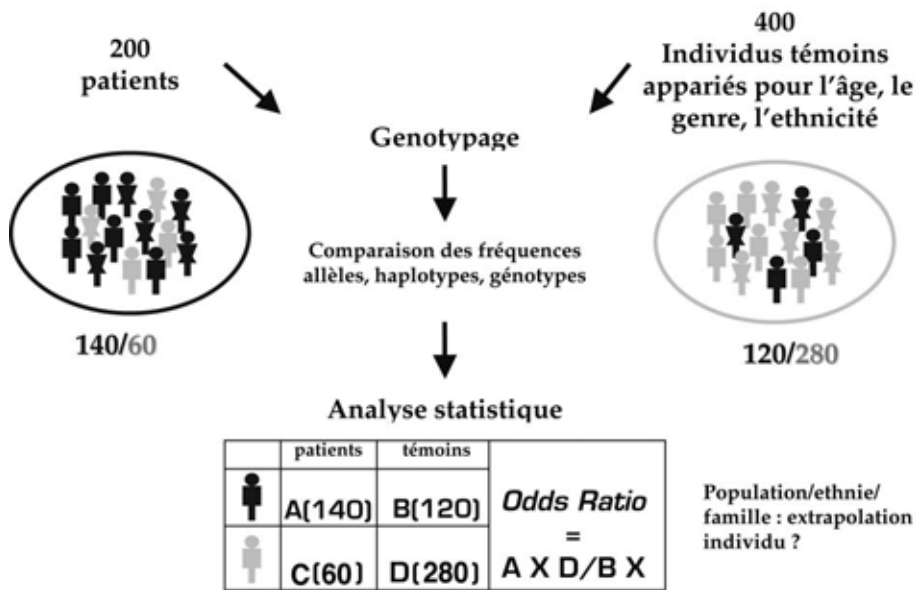 200
patients
400
Individus témoins
appariés pour l'âge, le
genre, l'ethnicité
Genotypage
Comparaison des fréquences
allèles, haplotypes, génotypes
140/60
120/280
Analyse statistique
patients témoins
A(140) B(120)
C(60) D(280)
Odds Ratio
=
A X D/B X
Population/ethnie/
famille : extrapolation
individu ?